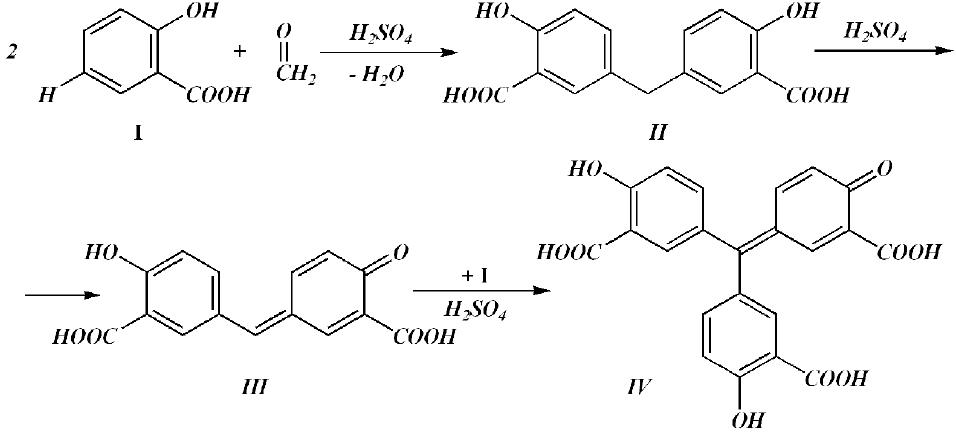 2
OH
COOH
H
I
+
O
CH₂
H₂SO₄
- H₂O
HO
HOOC
OH
COOH
II
H₂SO₄
HO
HOOC
O
COOH
III
+ I
H₂SO₄
HO
HOOC
O
COOH
COOH
OH
IV